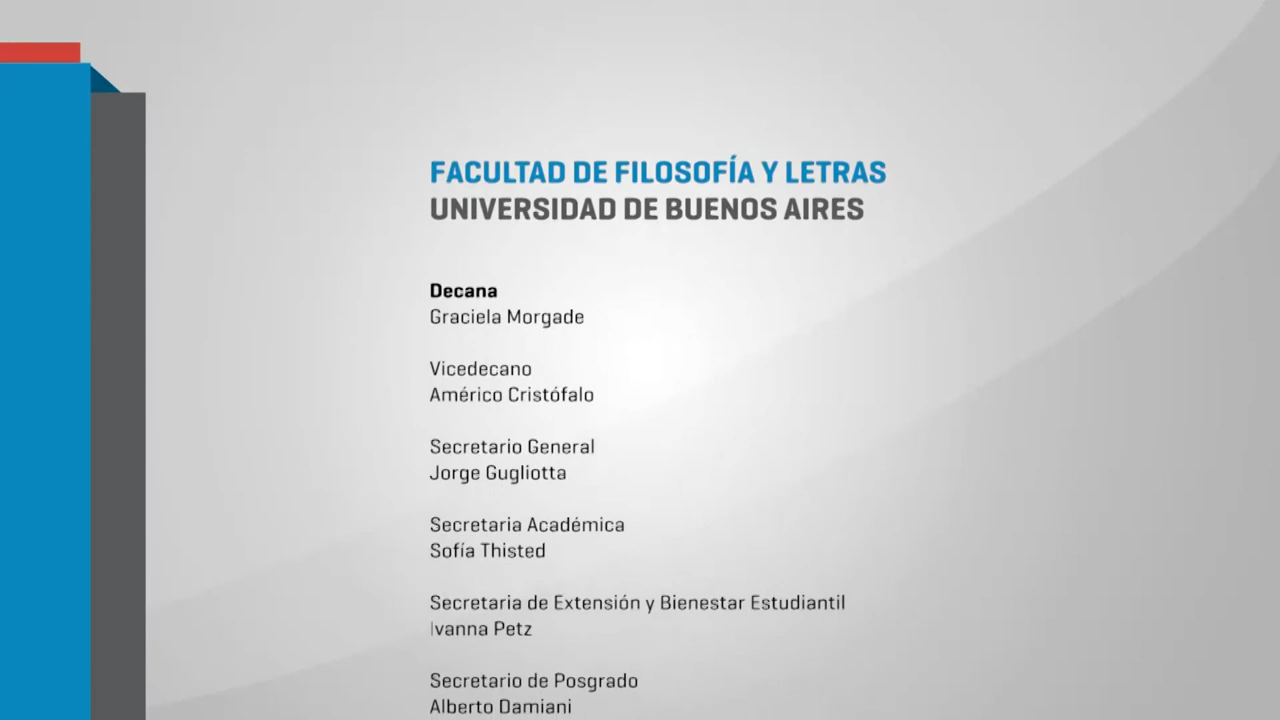 FACULTAD DE FILOSOFÍA Y LETRAS
UNIVERSIDAD DE BUENOS AIRES
Decana
Graciela Morgade
Vicedecano
Américo Cristófalo
Secretario General
Jorge Gugliotta
Secretaria Académica
Sofía Thisted
Secretaria de Extensión y Bienestar Estudiantil
Ivanna Petz
Secretario de Posgrado
Alberto Damiani